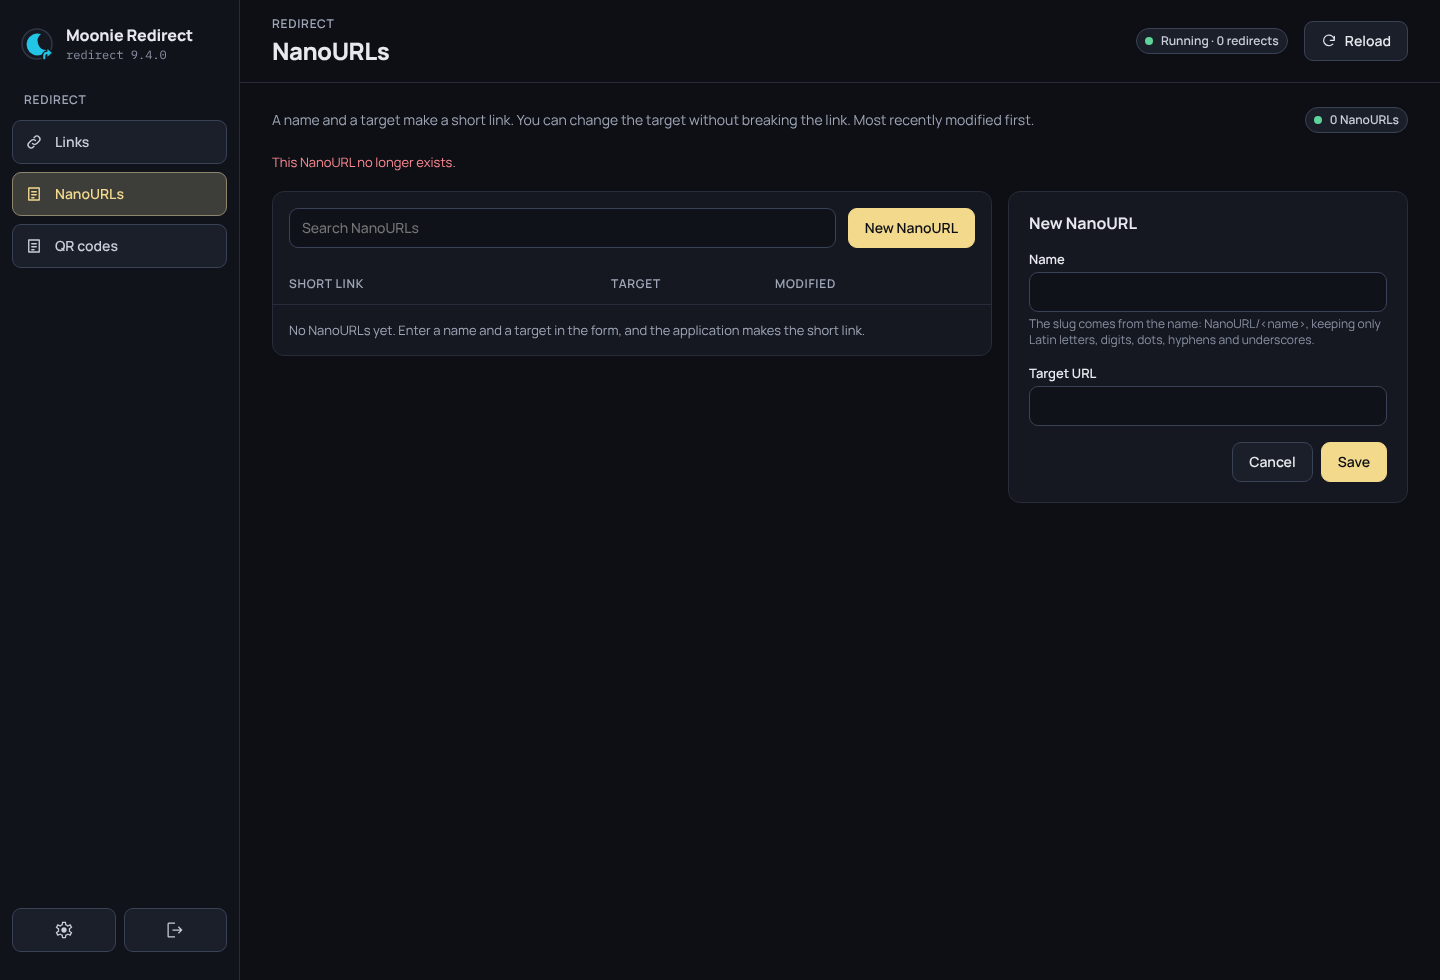 Moonie Redirect
redirect 9.4.0
REDIRECT
Links
NanoURLs
QR codes
REDIRECT
NanoURLs
Running · 0 redirects
Reload
A name and a target make a short link. You can change the target without breaking the link. Most recently modified first.
0 NanoURLs
This NanoURL no longer exists.
Search NanoURLs
New NanoURL
SHORT LINK
TARGET
MODIFIED
No NanoURLs yet. Enter a name and a target in the form, and the application makes the short link.
New NanoURL
Name
The slug comes from the name: NanoURL/<name>, keeping only
Latin letters, digits, dots, hyphens and underscores.
Target URL
Cancel
Save